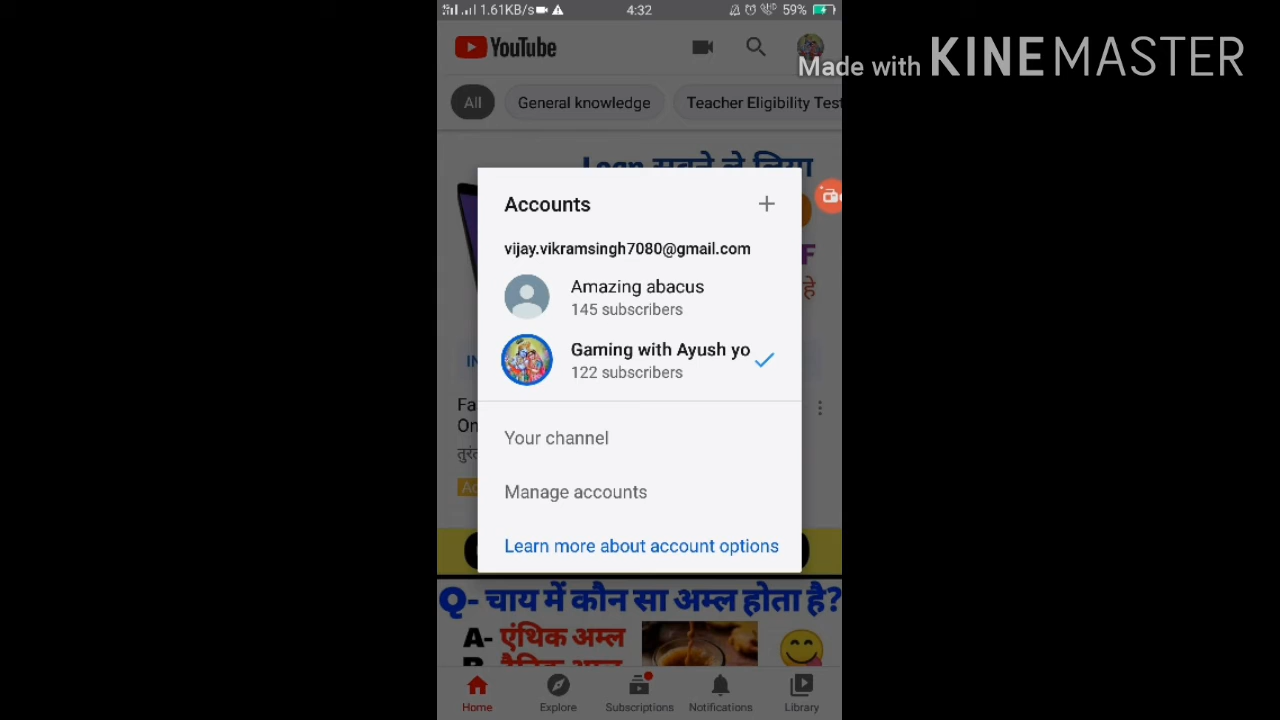 1.61KB/s
4:32
59%
YouTube
Made with KINEMASTER
All
General knowledge
Teacher Eligibility Test
Loan सबने ले लिया
Accounts
vijay.vikramsingh7080@gmail.com
Amazing abacus
145 subscribers
Gaming with Ayush yo
122 subscribers
Your channel
Manage accounts
Learn more about account options
Q- चाय में कौन सा अम्ल होता है?
A- एंथिक अम्ल
Home
Explore
Subscriptions
Notifications
Library